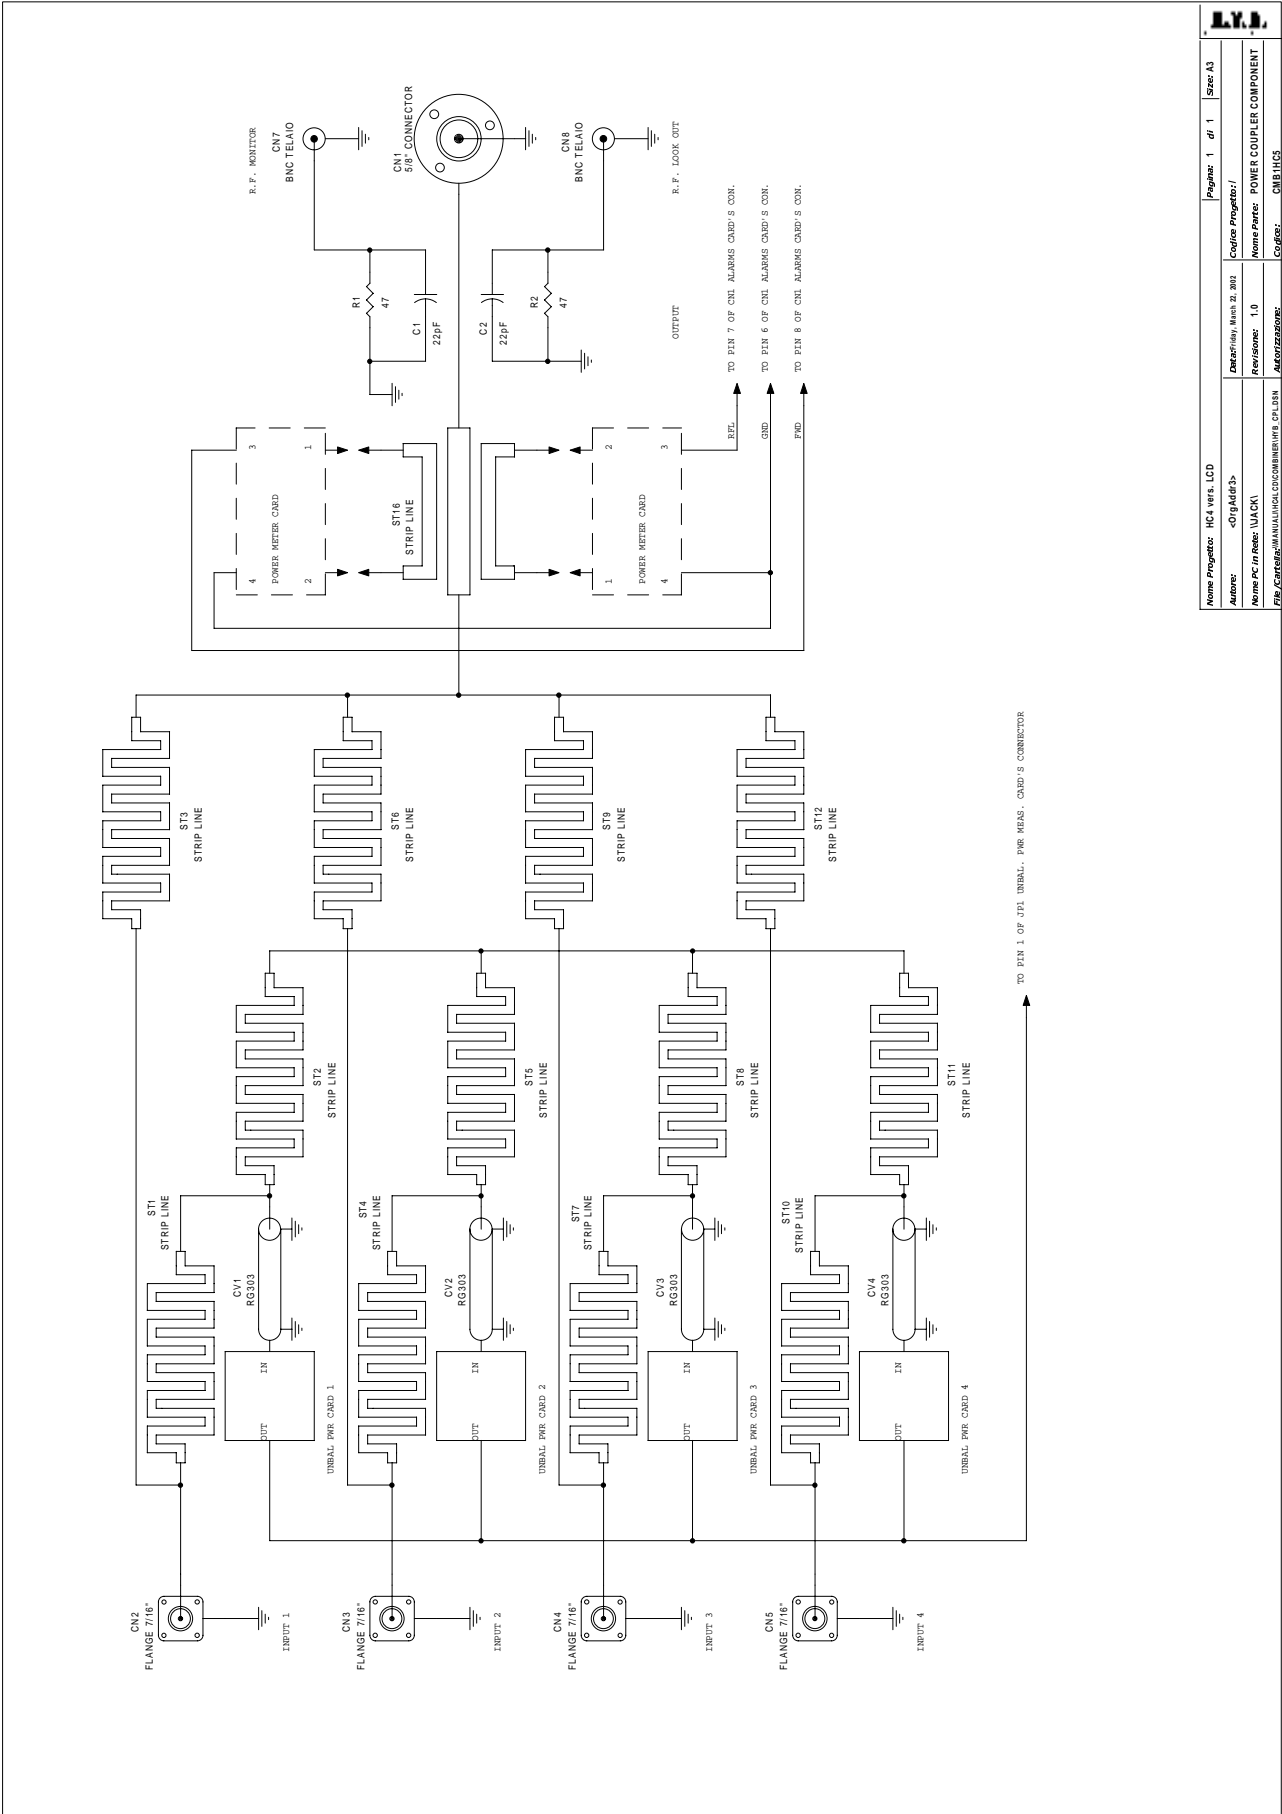 R.F. MONITOR
CN7
BNC TELAIO
CN1
5/8" CONNECTOR
CN8
BNC TELAIO
R.F. LOOK OUT
R1
47
C1
22pF
C2
22pF
R2
47
OUTPUT
TO PIN 7 OF CN1 ALARMS CARD'S CON.
TO PIN 6 OF CN1 ALARMS CARD'S CON.
TO PIN 8 OF CN1 ALARMS CARD'S CON.
RFL
GND
FWD
3
1
4
2
POWER METER CARD
ST16
STRIP LINE
2
3
1
4
POWER METER CARD
ST3
STRIP LINE
ST6
STRIP LINE
ST9
STRIP LINE
ST12
STRIP LINE
ST2
STRIP LINE
ST5
STRIP LINE
ST8
STRIP LINE
ST11
STRIP LINE
TO PIN 1 OF JP1 UNBAL. PWR MEAS. CARD'S CONNECTOR
ST1
STRIP LINE
ST4
STRIP LINE
ST7
STRIP LINE
ST10
STRIP LINE
CV1
RG303
CV2
RG303
CV3
RG303
CV4
RG303
IN
OUT
UNBAL PWR CARD 1
IN
OUT
UNBAL PWR CARD 2
IN
OUT
UNBAL PWR CARD 3
IN
OUT
UNBAL PWR CARD 4
CN2
FLANGE 7/16"
INPUT 1
CN3
FLANGE 7/16"
INPUT 2
CN4
FLANGE 7/16"
INPUT 3
CN5
FLANGE 7/16"
INPUT 4
Nome Progetto: HC4 vers. LCD
Pagina: 1 di 1
Size: A3
Autore: <OrgAddr3>
Data: Friday, March 22, 2002
Codice Progetto: /
Nome PC in Rete: \\JACK\
Revisione: 1.0
Nome Parte: POWER COUPLER COMPONENT
File /Cartella: \MANUALI\HC4LCD\COMBINER\HYB_CPL.DSN
Autorizzazione:
Codice: CMB1HC5